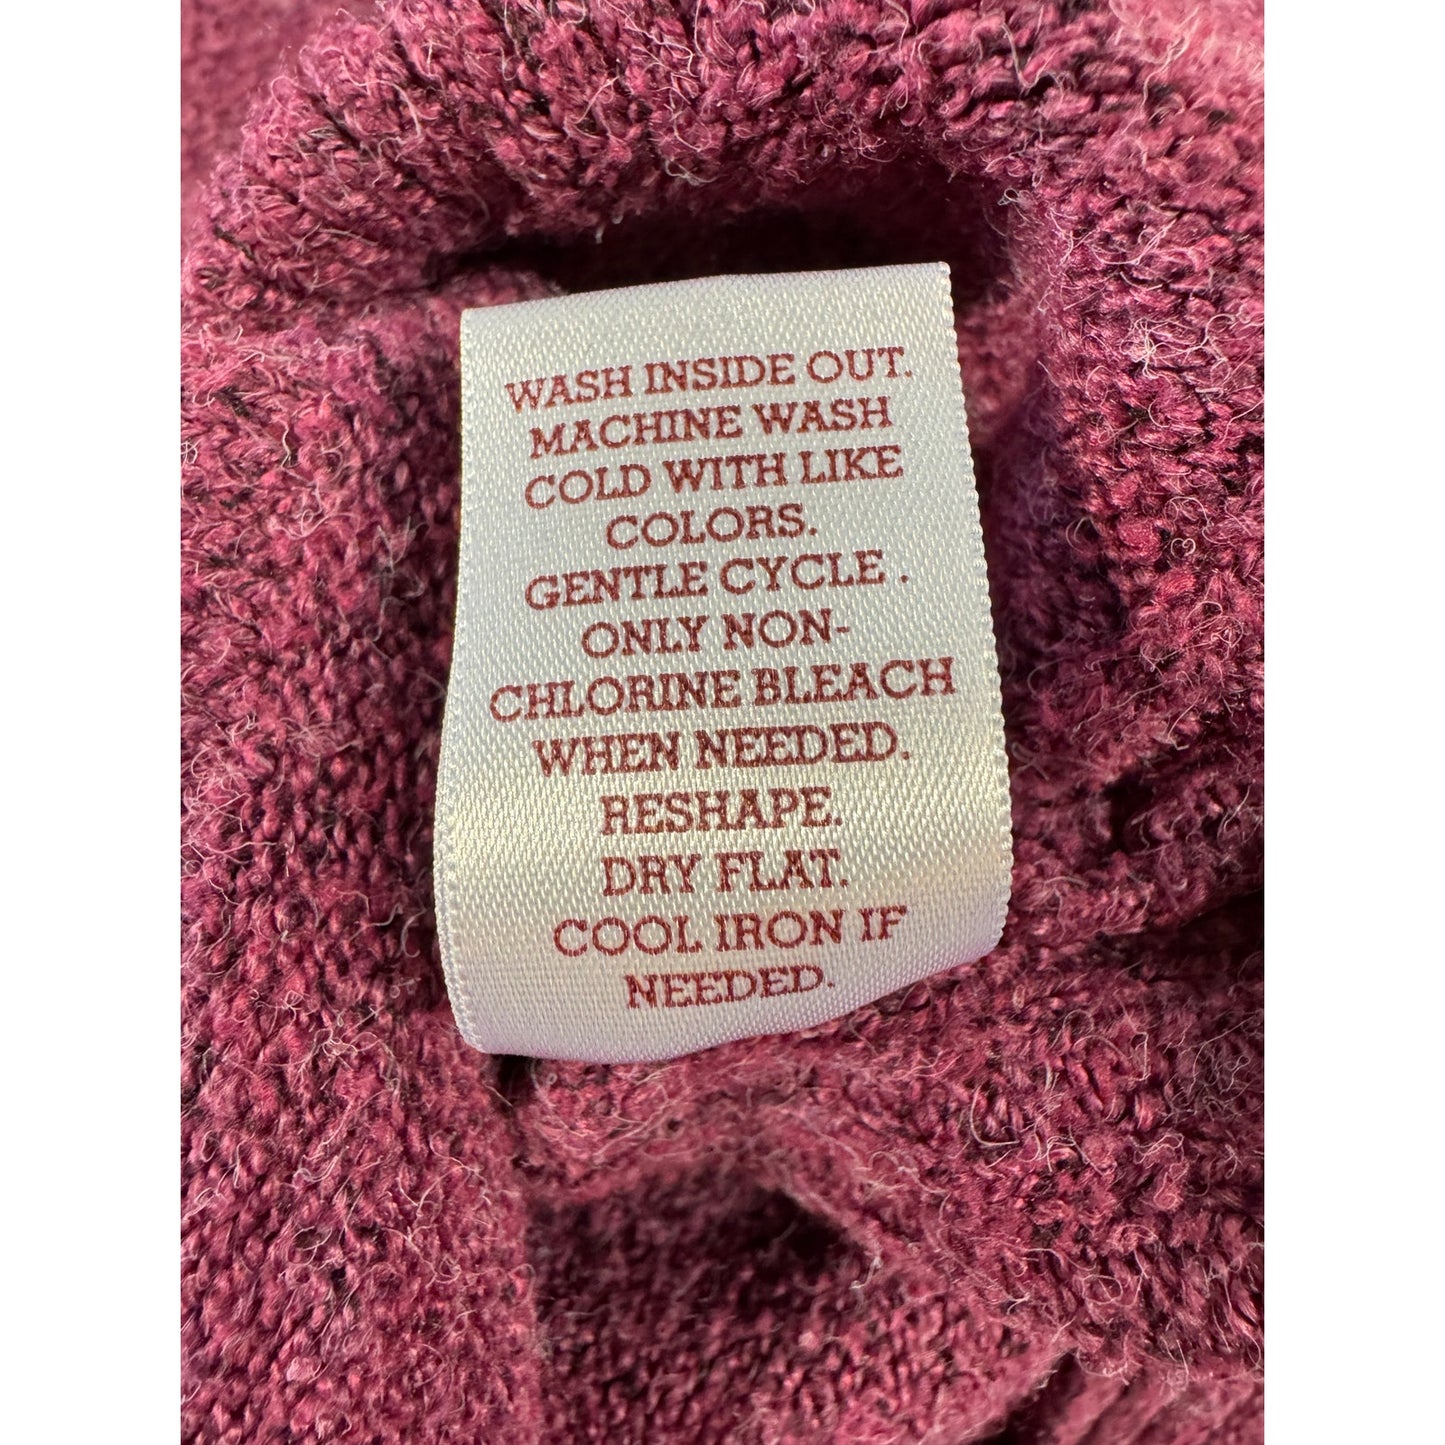 WASH INSIDE OUT.
MACHINE WASH
COLD WITH LIKE
COLORS.
GENTLE CYCLE .
ONLY NON-
CHLORINE BLEACH
WHEN NEEDED.
RESHAPE.
DRY FLAT.
COOL IRON IF
NEEDED.